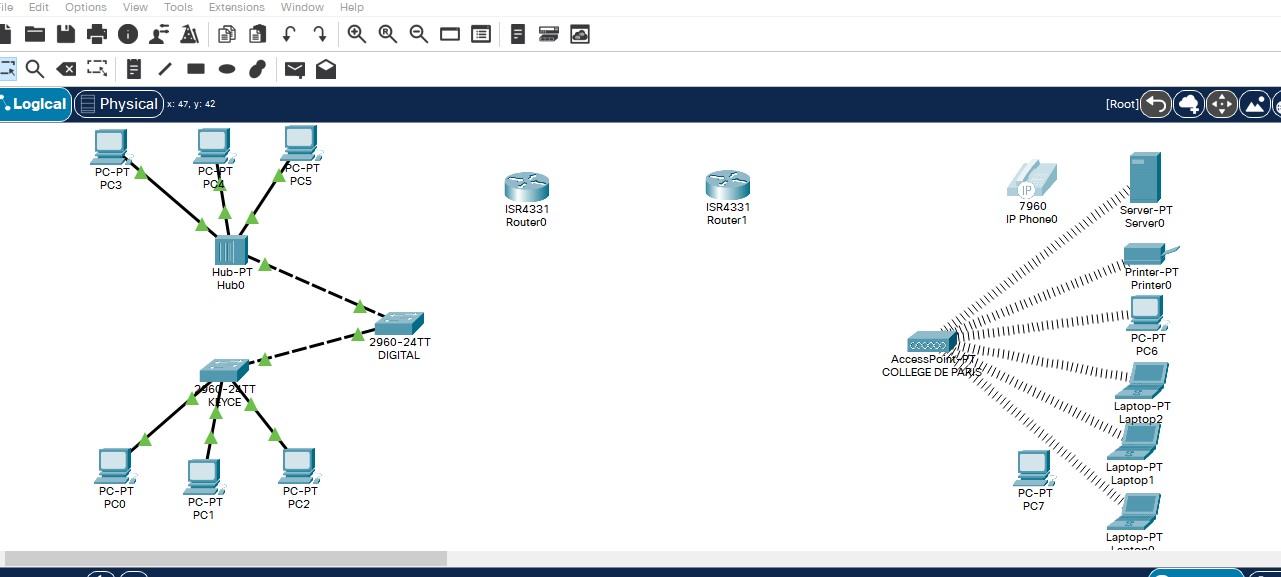 ile Edit Options View Tools Extensions Window Help
Logical Physical x: 47, y: 42 [Root]
PC-PT
PC3
PC-PT
PC4
PC-PT
PC5
ISR4331
Router0
ISR4331
Router1
IP
7960
IP Phone0
Server-PT
Server0
Hub-PT
Hub0
Printer-PT
Printer0
2960-24TT
DIGITAL
PC-PT
PC6
AccessPoint-PT
COLLEGE DE PARIS
2960-24TT
KEYCE
Laptop-PT
Laptop2
Laptop-PT
Laptop1
PC-PT
PC0
PC-PT
PC1
PC-PT
PC2
PC-PT
PC7
Laptop-PT
Laptop0